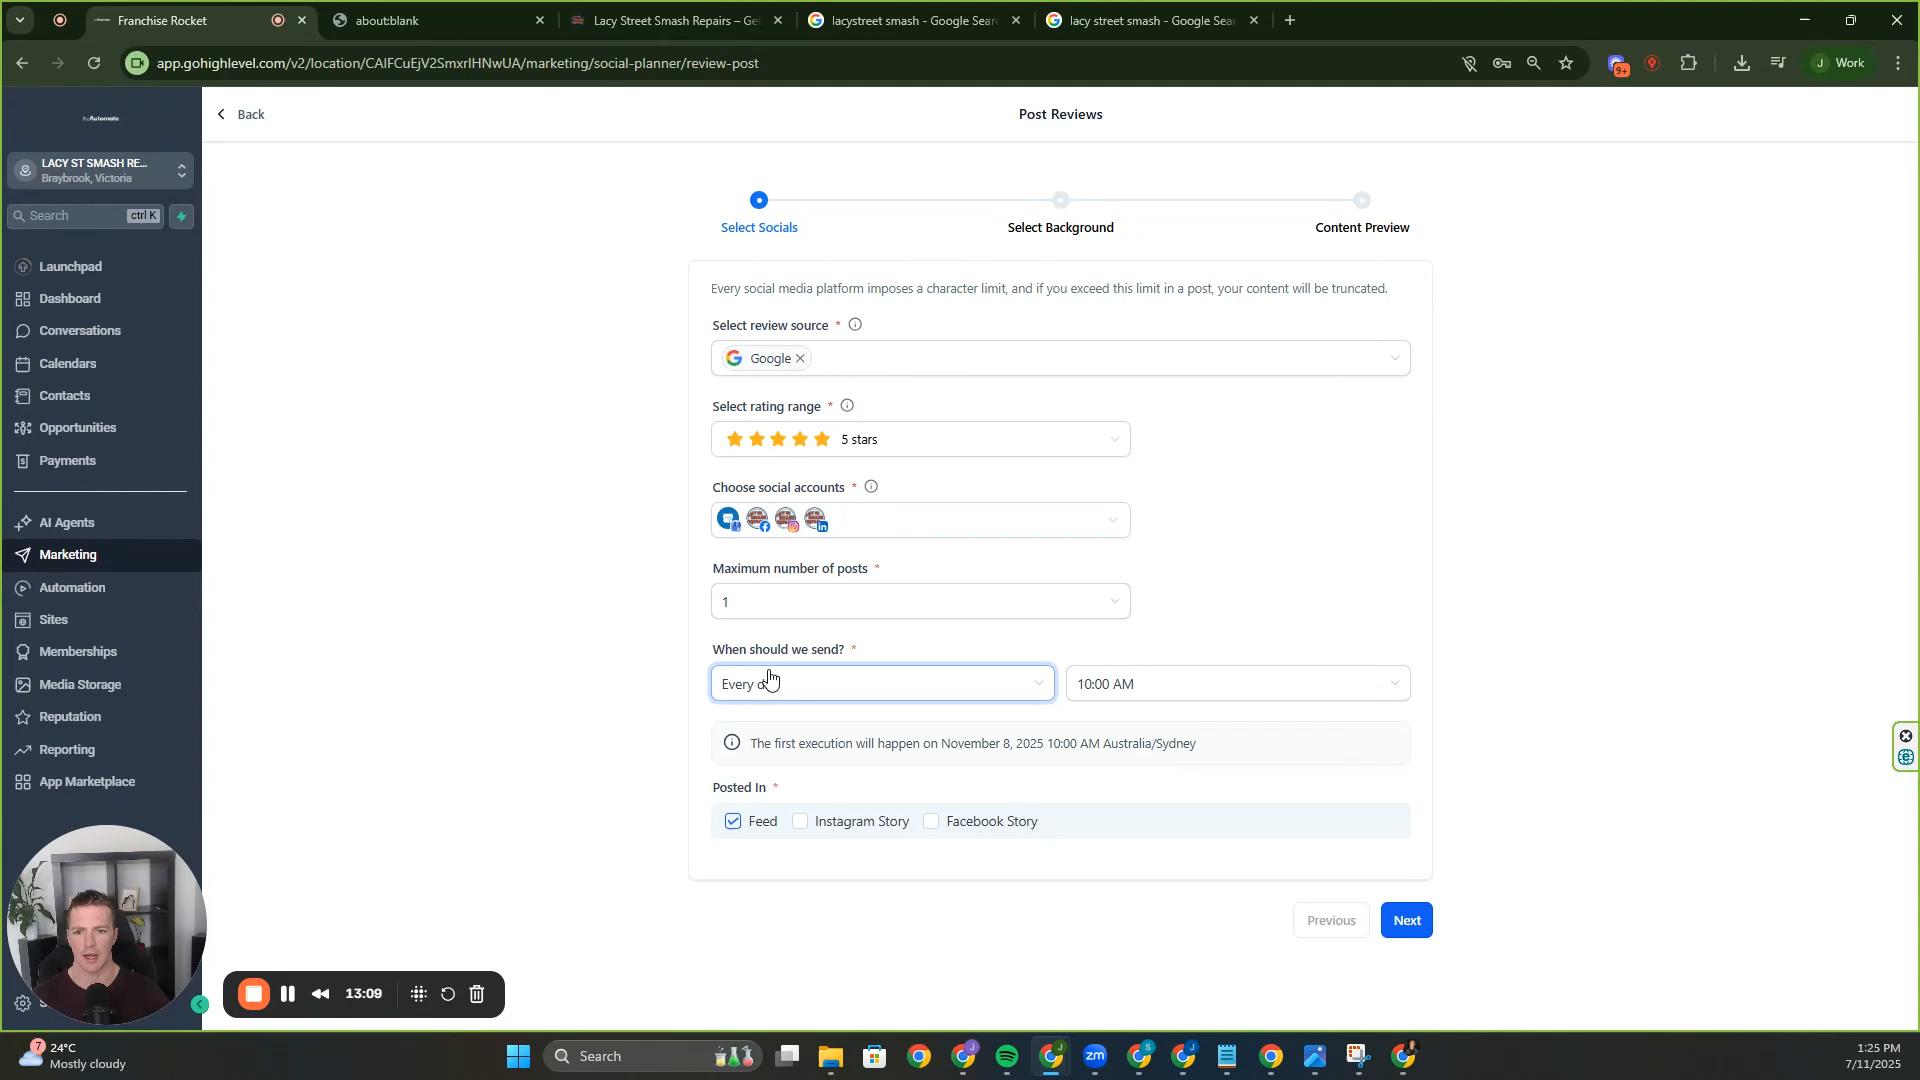 Franchise Rocket
about:blank
Lacy Street Smash Repairs – Ge
lacystreet smash - Google Sear
lacy street smash - Google Sea
app.gohighlevel.com/v2/location/CAIFCuEjV2SmxrIHNwUA/marketing/social-planner/review-post
9+
J Work
Automate
LACY ST SMASH RE...
Braybrook, Victoria
Search ctrl K
Launchpad
Dashboard
Conversations
Calendars
Contacts
Opportunities
Payments
AI Agents
Marketing
Automation
Sites
Memberships
Media Storage
Reputation
Reporting
App Marketplace
Back
Post Reviews
Select Socials
Select Background
Content Preview
Every social media platform imposes a character limit, and if you exceed this limit in a post, your content will be truncated.
Select review source *
Google
Select rating range *
5 stars
Choose social accounts *
Maximum number of posts *
1
When should we send? *
Every
10:00 AM
The first execution will happen on November 8, 2025 10:00 AM Australia/Sydney
Posted In *
Feed
Instagram Story
Facebook Story
Previous
Next
13:09
7
24°C
Mostly cloudy
Search
zm
1:25 PM
7/11/2025